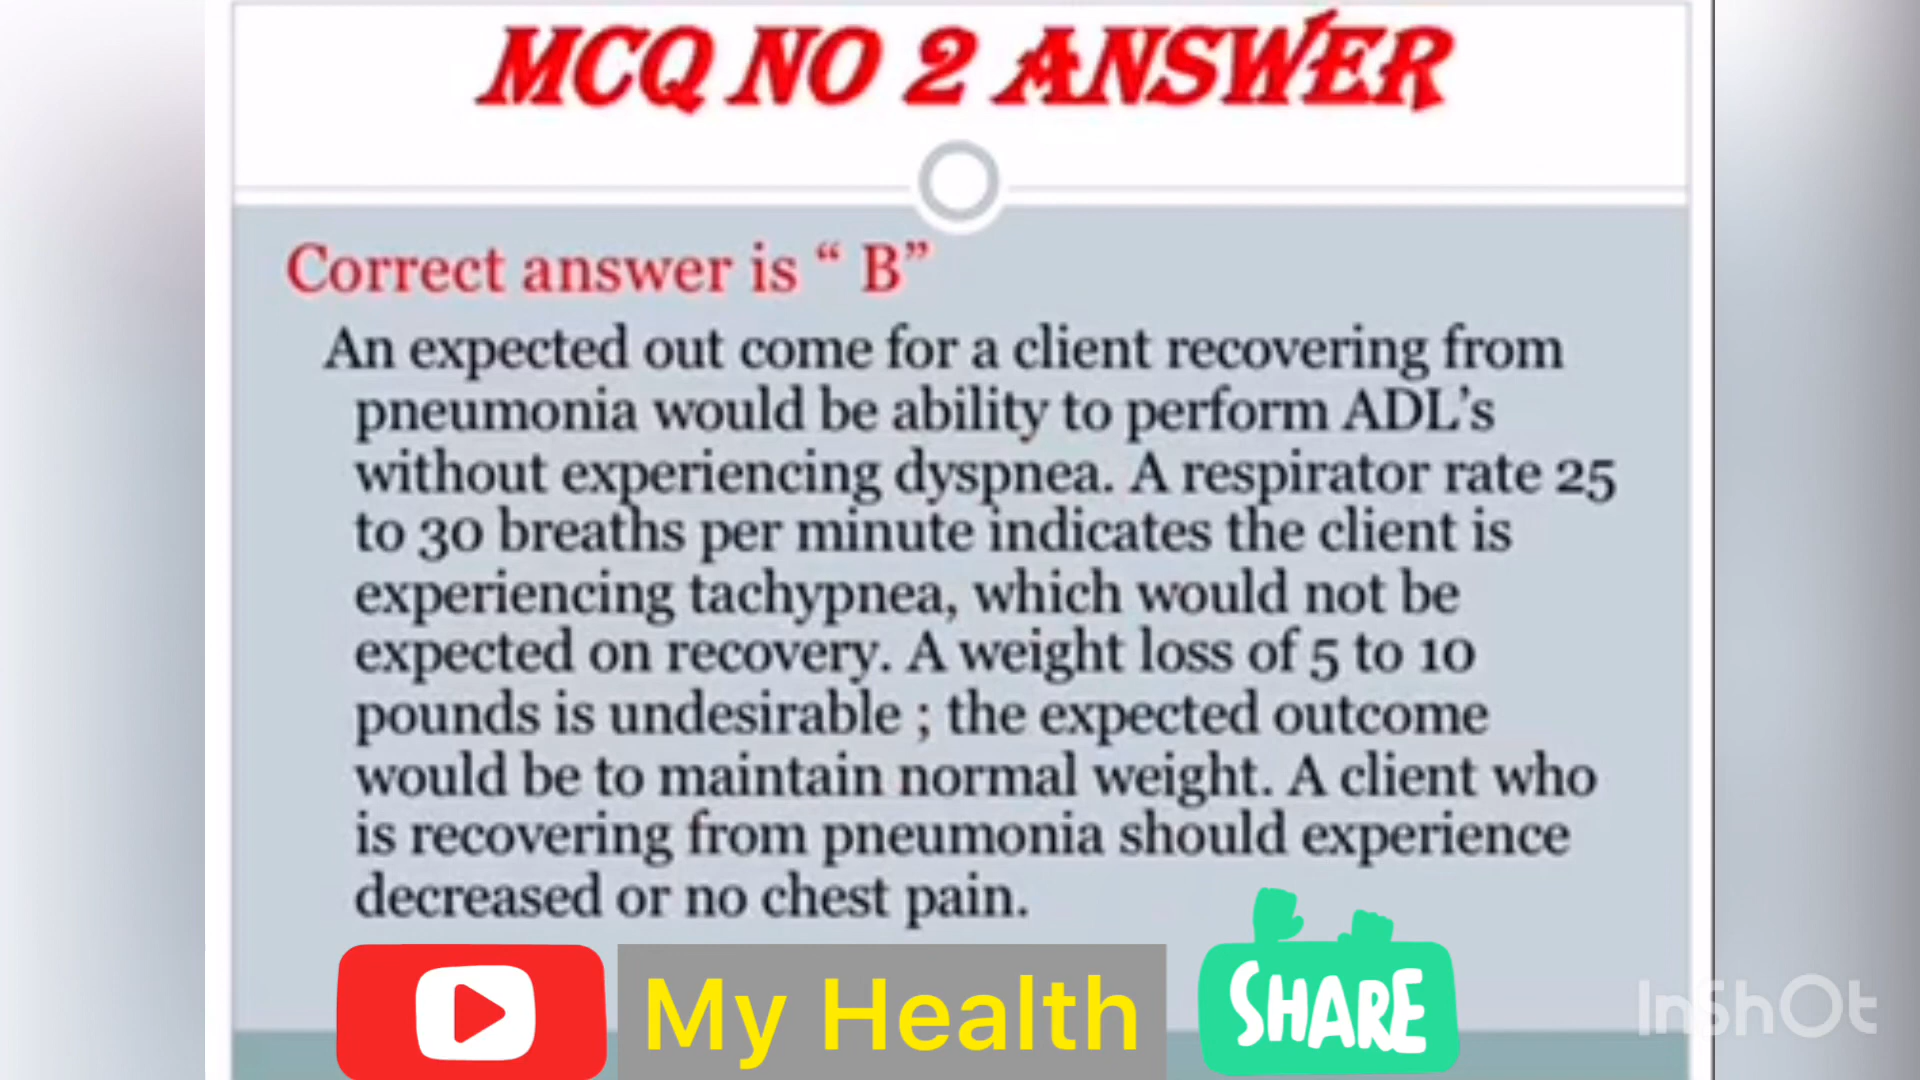 MCQ NO 2 ANSWER
Correct answer is “ B”
An expected out come for a client recovering from
pneumonia would be ability to perform ADL’s
without experiencing dyspnea. A respirator rate 25
to 30 breaths per minute indicates the client is
experiencing tachypnea, which would not be
expected on recovery. A weight loss of 5 to 10
pounds is undesirable ; the expected outcome
would be to maintain normal weight. A client who
is recovering from pneumonia should experience
decreased or no chest pain.
My Health
SHARE
InShOt